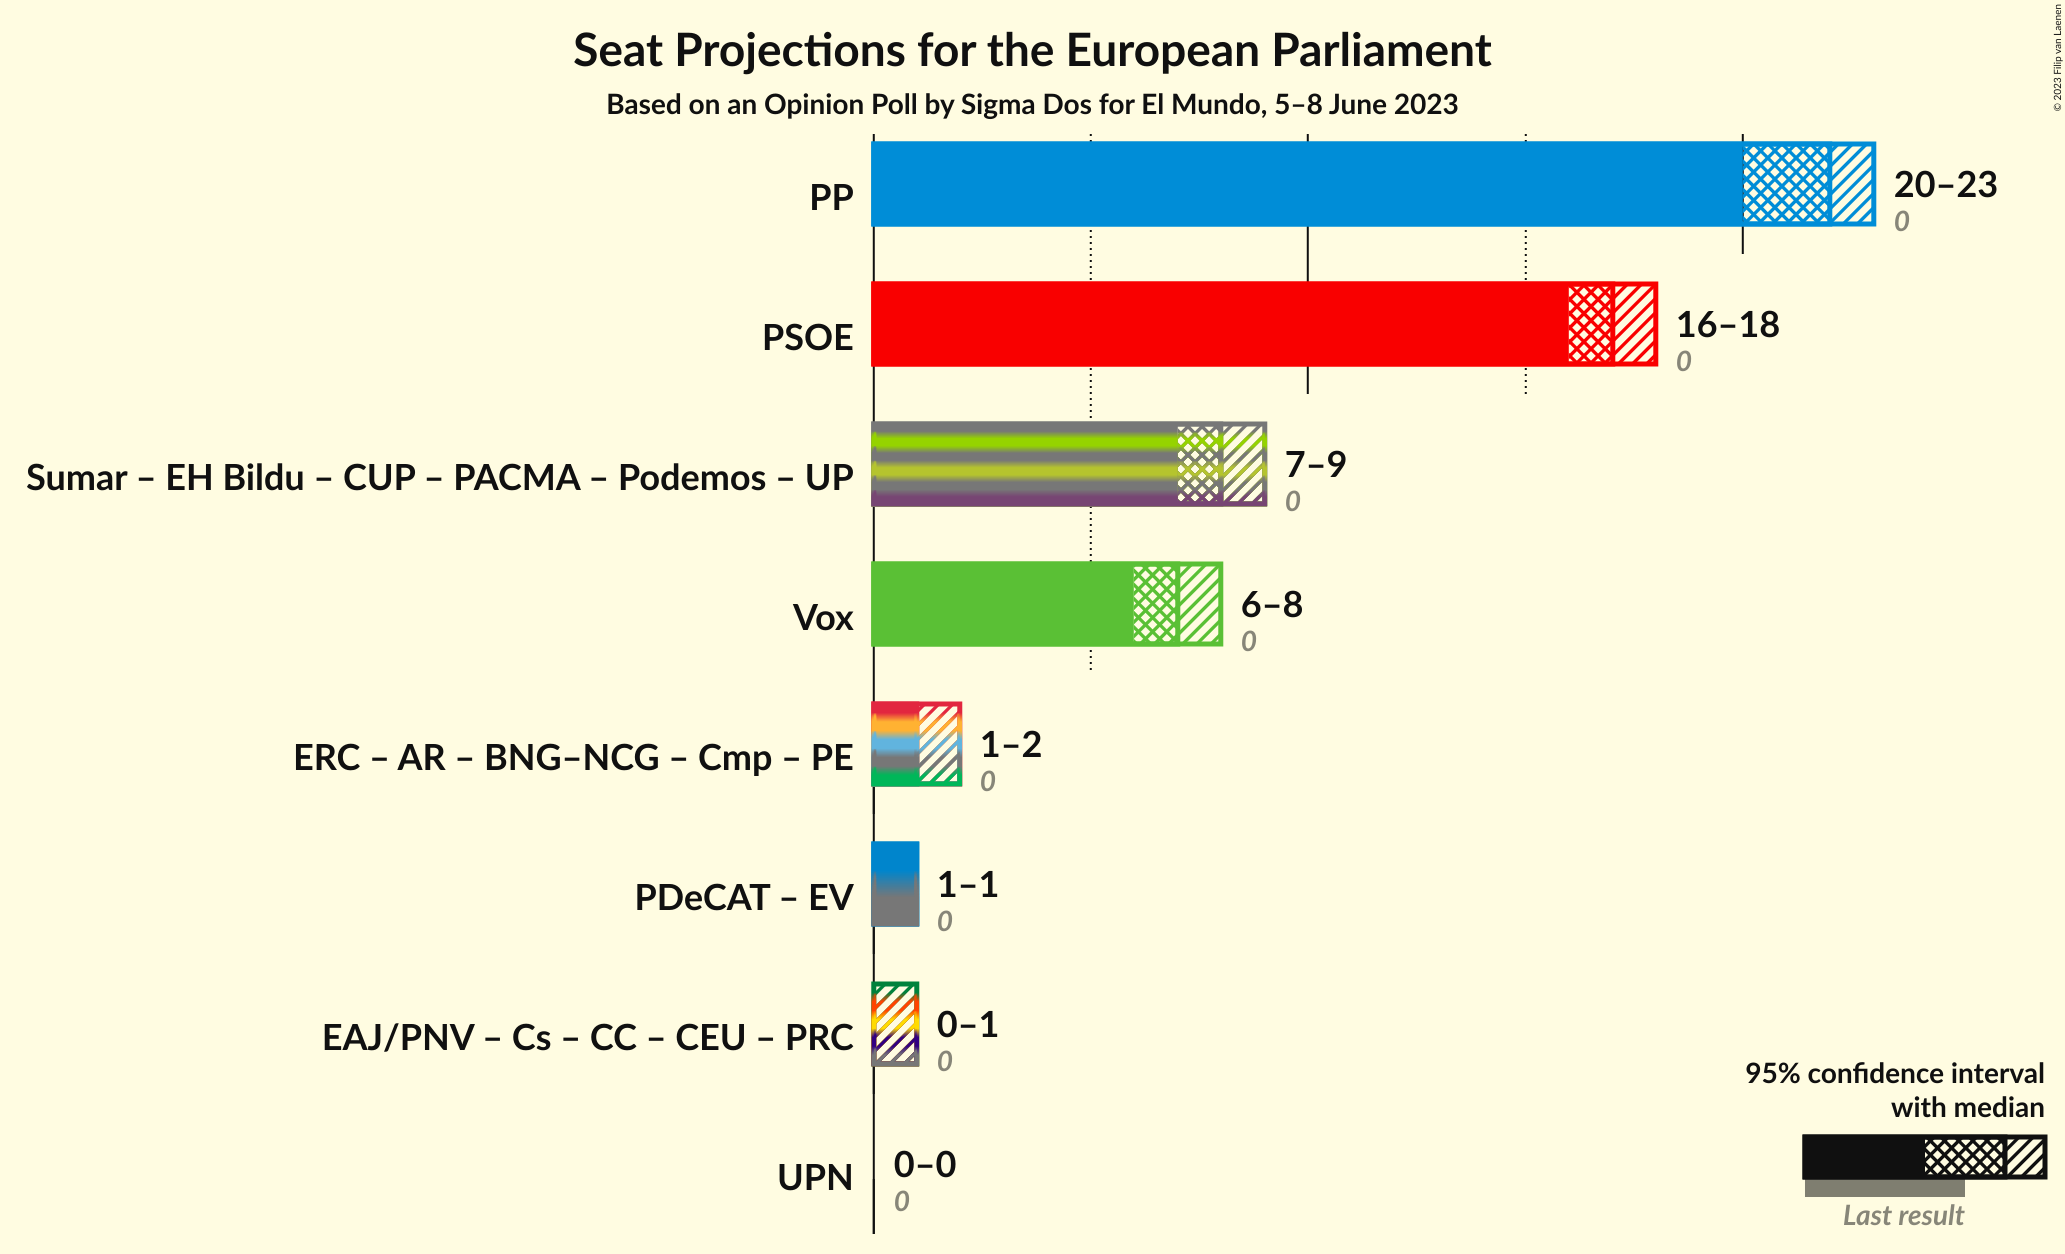 Seat Projections for the European Parliament
Based on an Opinion Poll by Sigma Dos for El Mundo, 5–8 June 2023
© 2023 Filip van Laenen
PP
20–23
0
PSOE
16–18
0
Sumar – EH Bildu – CUP – PACMA – Podemos – UP
7–9
0
Vox
6–8
0
ERC – AR – BNG–NCG – Cmp – PE
1–2
0
PDeCAT – EV
1–1
0
EAJ/PNV – Cs – CC – CEU – PRC
0–1
0
UPN
0–0
0
95% confidence interval
with median
Last result